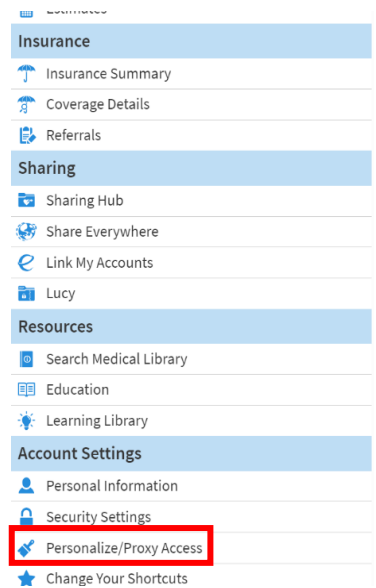 Estimates
Insurance
Insurance Summary
Coverage Details
Referrals
Sharing
Sharing Hub
Share Everywhere
Link My Accounts
Lucy
Resources
Search Medical Library
Education
Learning Library
Account Settings
Personal Information
Security Settings
Personalize/Proxy Access
Change Your Shortcuts